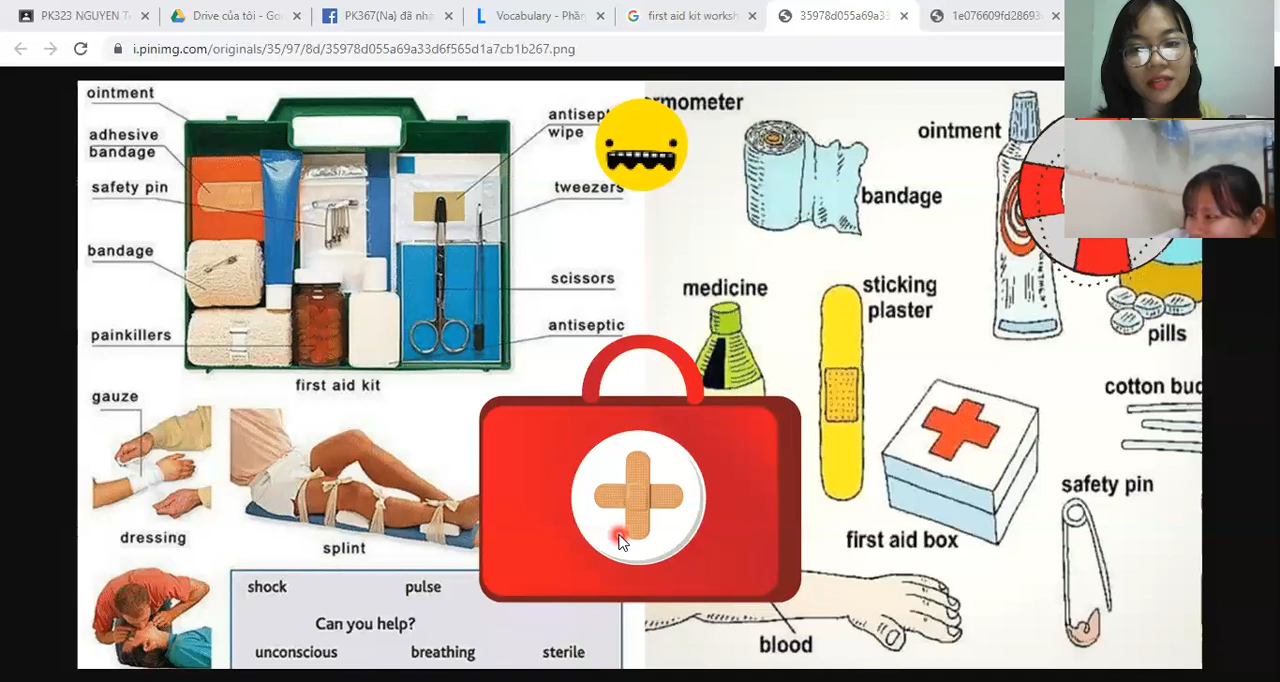 PK323 NGUYEN T
Drive của tôi - Go
PK367(Na) đã nh
Vocabulary - Phần
first aid kit worksh
35978d055a69a33
1e076609fd28693
i.pinimg.com/originals/35/97/8d/35978d055a69a33d6f565d1a7cb1b267.png
ointment
adhesive
bandage
safety pin
bandage
painkillers
antisept
wipe
tweezers
scissors
antiseptic
first aid kit
gauze
dressing
splint
shock pulse
Can you help?
unconscious breathing sterile
rmometer
bandage
ointment
medicine
sticking
plaster
pills
cotton bud
first aid box
safety pin
blood